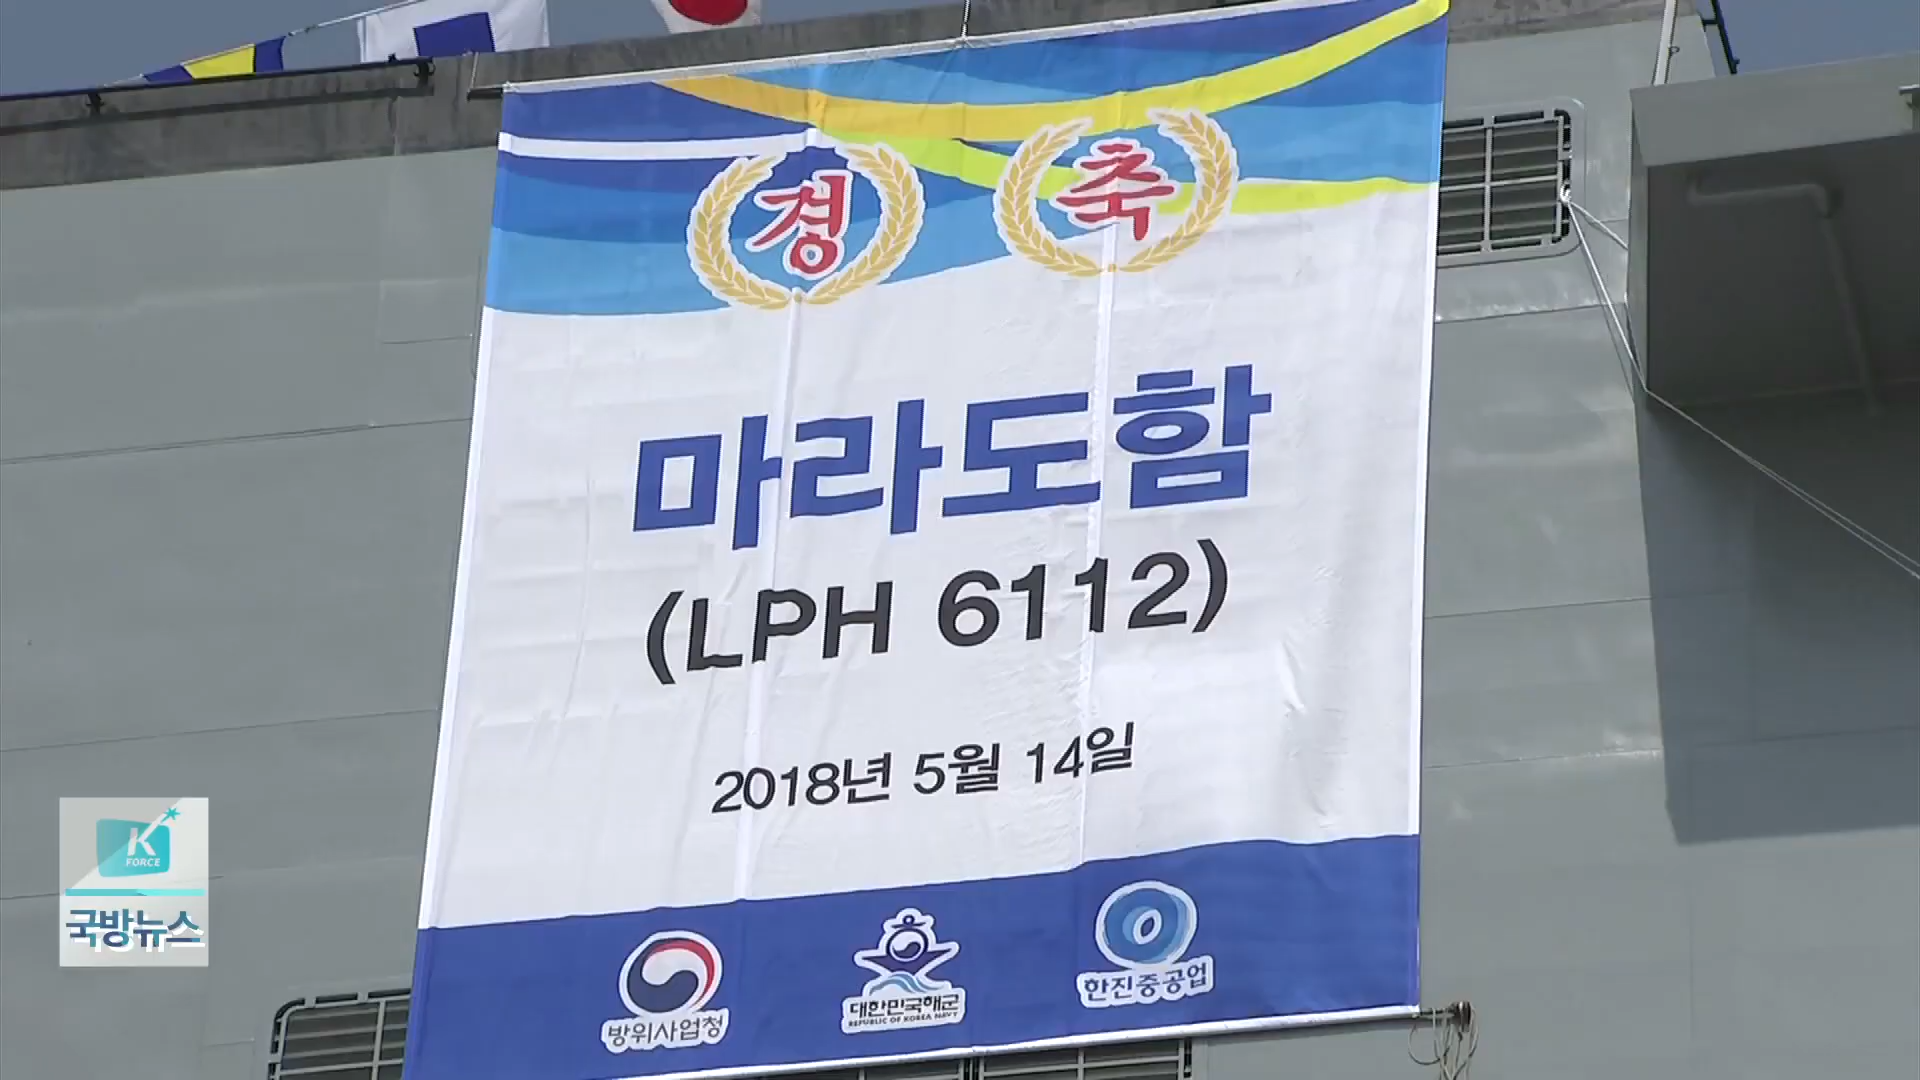 경 축
마라도함
(LPH 6112)
2018년 5월 14일
방위사업청
대한민국해군
REPUBLIC OF KOREA NAVY
한진중공업
K
FORCE
국방뉴스